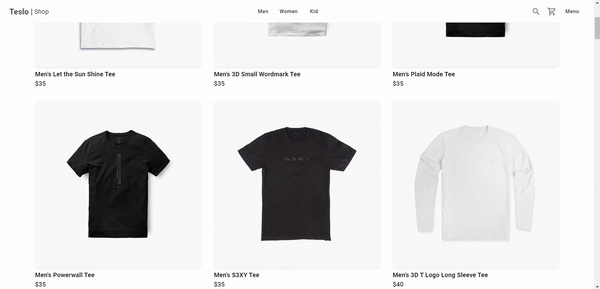 Teslo | Shop Men Women Kid Menu
Men's Let the Sun Shine Tee Men's 3D Small Wordmark Tee Men's Plaid Mode Tee
$35 $35 $35
Men's Powerwall Tee Men's S3XY Tee Men's 3D T Logo Long Sleeve Tee
$35 $35 $40